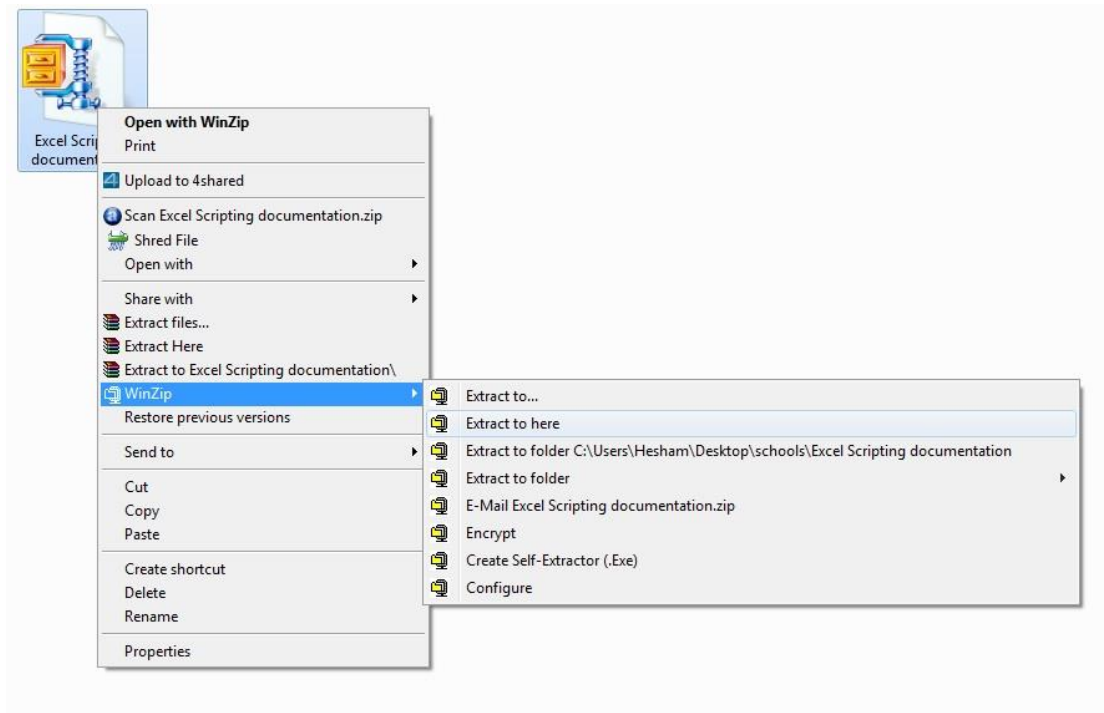 Excel Scrip
document
Open with WinZip
Print
Upload to 4shared
Scan Excel Scripting documentation.zip
Shred File
Open with
Share with
Extract files...
Extract Here
Extract to Excel Scripting documentation\
WinZip
Restore previous versions
Send to
Cut
Copy
Paste
Create shortcut
Delete
Rename
Properties
Extract to...
Extract to here
Extract to folder C:\Users\Hesham\Desktop\schools\Excel Scripting documentation
Extract to folder
E-Mail Excel Scripting documentation.zip
Encrypt
Create Self-Extractor (.Exe)
Configure